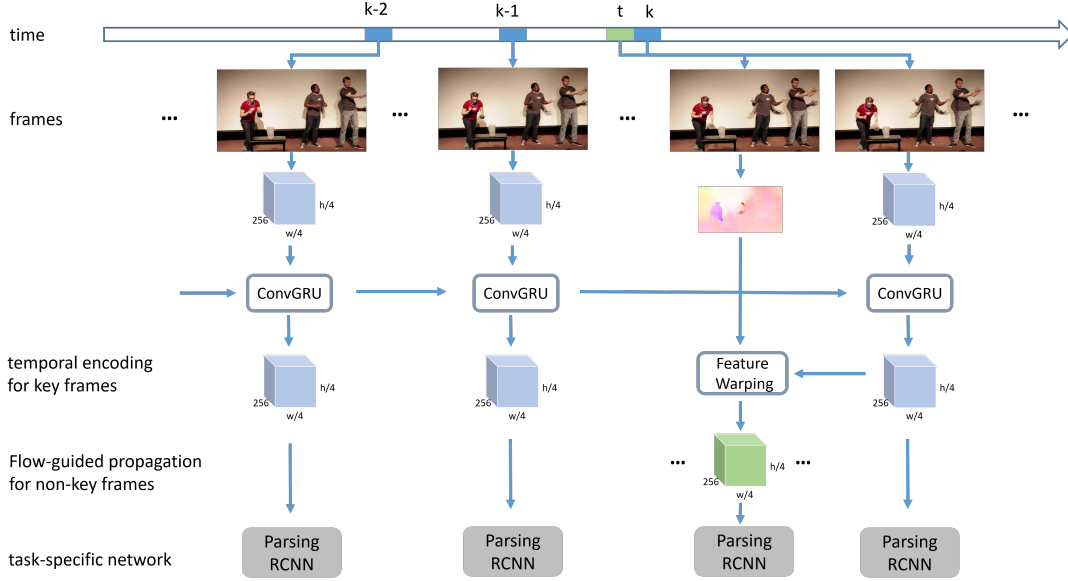 k-2
k-1
t
k
time
frames
...
...
...
...
256
h/4
w/4
256
h/4
w/4
256
h/4
w/4
ConvGRU
ConvGRU
ConvGRU
temporal encoding
for key frames
256
h/4
w/4
256
h/4
w/4
Feature
Warping
256
h/4
w/4
Flow-guided propagation
for non-key frames
...
256
h/4
w/4
...
task-specific network
Parsing
RCNN
Parsing
RCNN
Parsing
RCNN
Parsing
RCNN